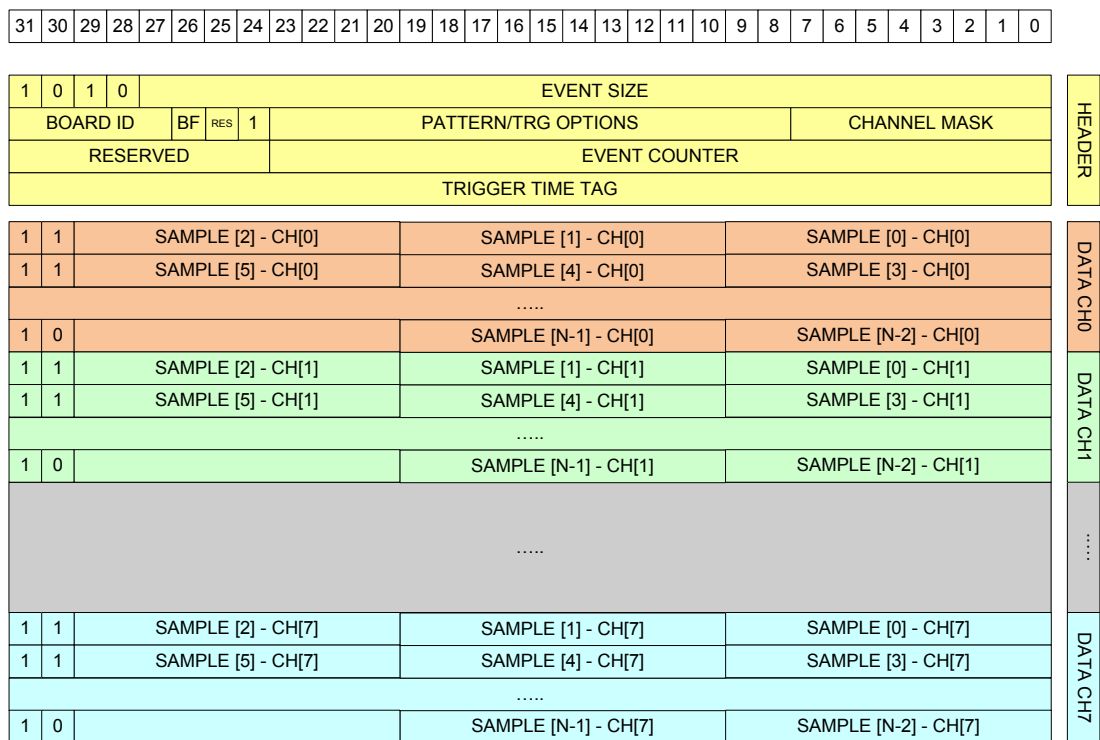 31 30 29 28 27 26 25 24 23 22 21 20 19 18 17 16 15 14 13 12 11 10 9 8 7 6 5 4 3 2 1 0
1 0 1 0 EVENT SIZE
BOARD ID BF RES 1 PATTERN/TRG OPTIONS CHANNEL MASK
RESERVED EVENT COUNTER
TRIGGER TIME TAG
HEADER
1 1 SAMPLE [2] - CH[0] SAMPLE [1] - CH[0] SAMPLE [0] - CH[0]
1 1 SAMPLE [5] - CH[0] SAMPLE [4] - CH[0] SAMPLE [3] - CH[0]
.....
1 0 SAMPLE [N-1] - CH[0] SAMPLE [N-2] - CH[0]
DATA CH0
1 1 SAMPLE [2] - CH[1] SAMPLE [1] - CH[1] SAMPLE [0] - CH[1]
1 1 SAMPLE [5] - CH[1] SAMPLE [4] - CH[1] SAMPLE [3] - CH[1]
.....
1 0 SAMPLE [N-1] - CH[1] SAMPLE [N-2] - CH[1]
DATA CH1
.....
.....
1 1 SAMPLE [2] - CH[7] SAMPLE [1] - CH[7] SAMPLE [0] - CH[7]
1 1 SAMPLE [5] - CH[7] SAMPLE [4] - CH[7] SAMPLE [3] - CH[7]
.....
1 0 SAMPLE [N-1] - CH[7] SAMPLE [N-2] - CH[7]
DATA CH7